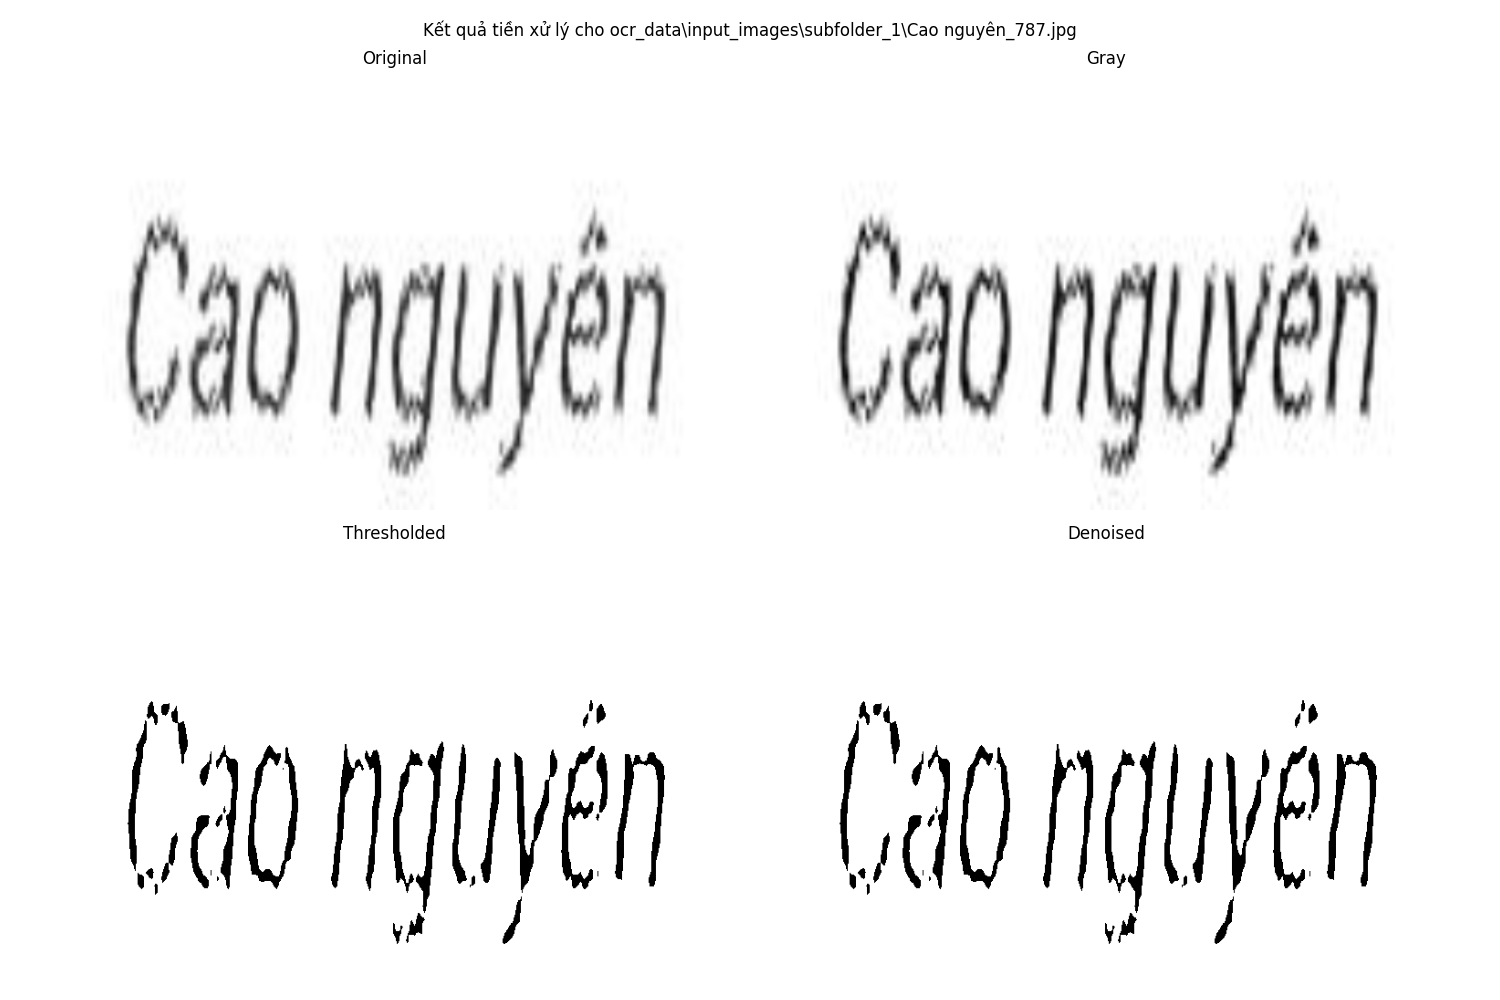 Kết quả tiền xử lý cho ocr_data\input_images\subfolder_1\Cao nguyên_787.jpg
Original
Gray
Cao nguyên
Cao nguyên
Thresholded
Denoised
Cao nguyên
Cao nguyên